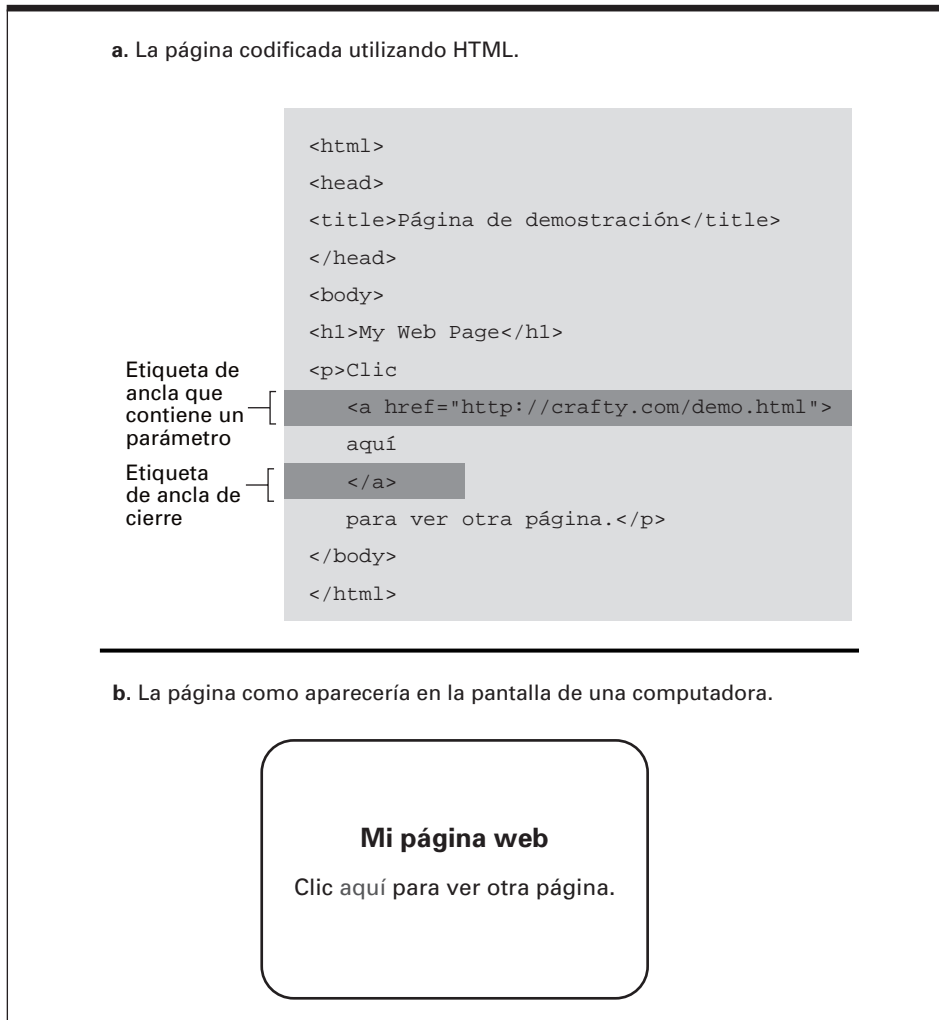 a. La página codificada utilizando HTML.
<html>
<head>
<title>Página de demostración</title>
</head>
<body>
<h1>My Web Page</h1>
<p>Clic
Etiqueta de
ancla que
contiene un
parámetro
<a href="http://crafty.com/demo.html">
aquí
Etiqueta
de ancla de
cierre
</a>
para ver otra página.</p>
</body>
</html>
b. La página como aparecería en la pantalla de una computadora.
Mi página web
Clic aquí para ver otra página.